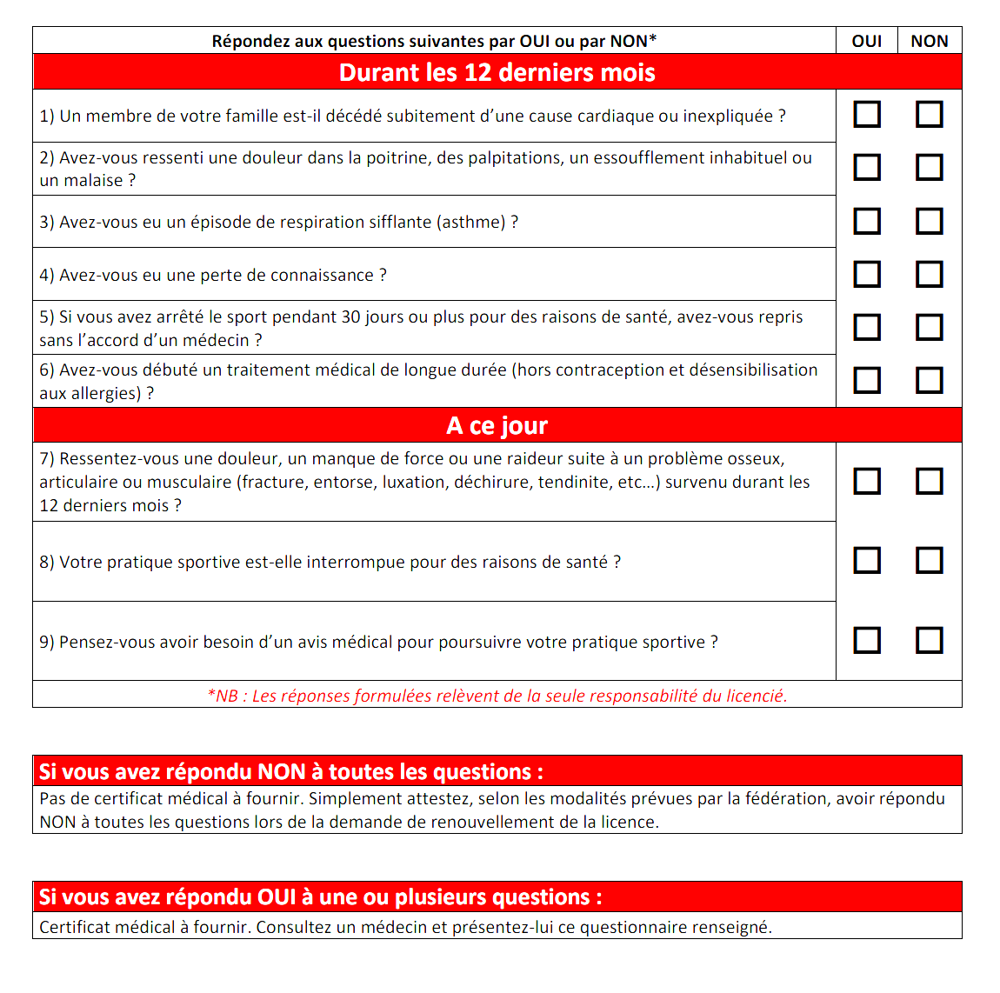 Répondez aux questions suivantes par OUI ou par NON* OUI NON
Durant les 12 derniers mois
1) Un membre de votre famille est-il décédé subitement d’une cause cardiaque ou inexpliquée ?
2) Avez-vous ressenti une douleur dans la poitrine, des palpitations, un essoufflement inhabituel ou
un malaise ?
3) Avez-vous eu un épisode de respiration sifflante (asthme) ?
4) Avez-vous eu une perte de connaissance ?
5) Si vous avez arrêté le sport pendant 30 jours ou plus pour des raisons de santé, avez-vous repris
sans l’accord d’un médecin ?
6) Avez-vous débuté un traitement médical de longue durée (hors contraception et désensibilisation
aux allergies) ?
A ce jour
7) Ressentez-vous une douleur, un manque de force ou une raideur suite à un problème osseux,
articulaire ou musculaire (fracture, entorse, luxation, déchirure, tendinite, etc...) survenu durant les
12 derniers mois ?
8) Votre pratique sportive est-elle interrompue pour des raisons de santé ?
9) Pensez-vous avoir besoin d’un avis médical pour poursuivre votre pratique sportive ?
*NB : Les réponses formulées relèvent de la seule responsabilité du licencié.
Si vous avez répondu NON à toutes les questions :
Pas de certificat médical à fournir. Simplement attestez, selon les modalités prévues par la fédération, avoir répondu
NON à toutes les questions lors de la demande de renouvellement de la licence.
Si vous avez répondu OUI à une ou plusieurs questions :
Certificat médical à fournir. Consultez un médecin et présentez-lui ce questionnaire renseigné.